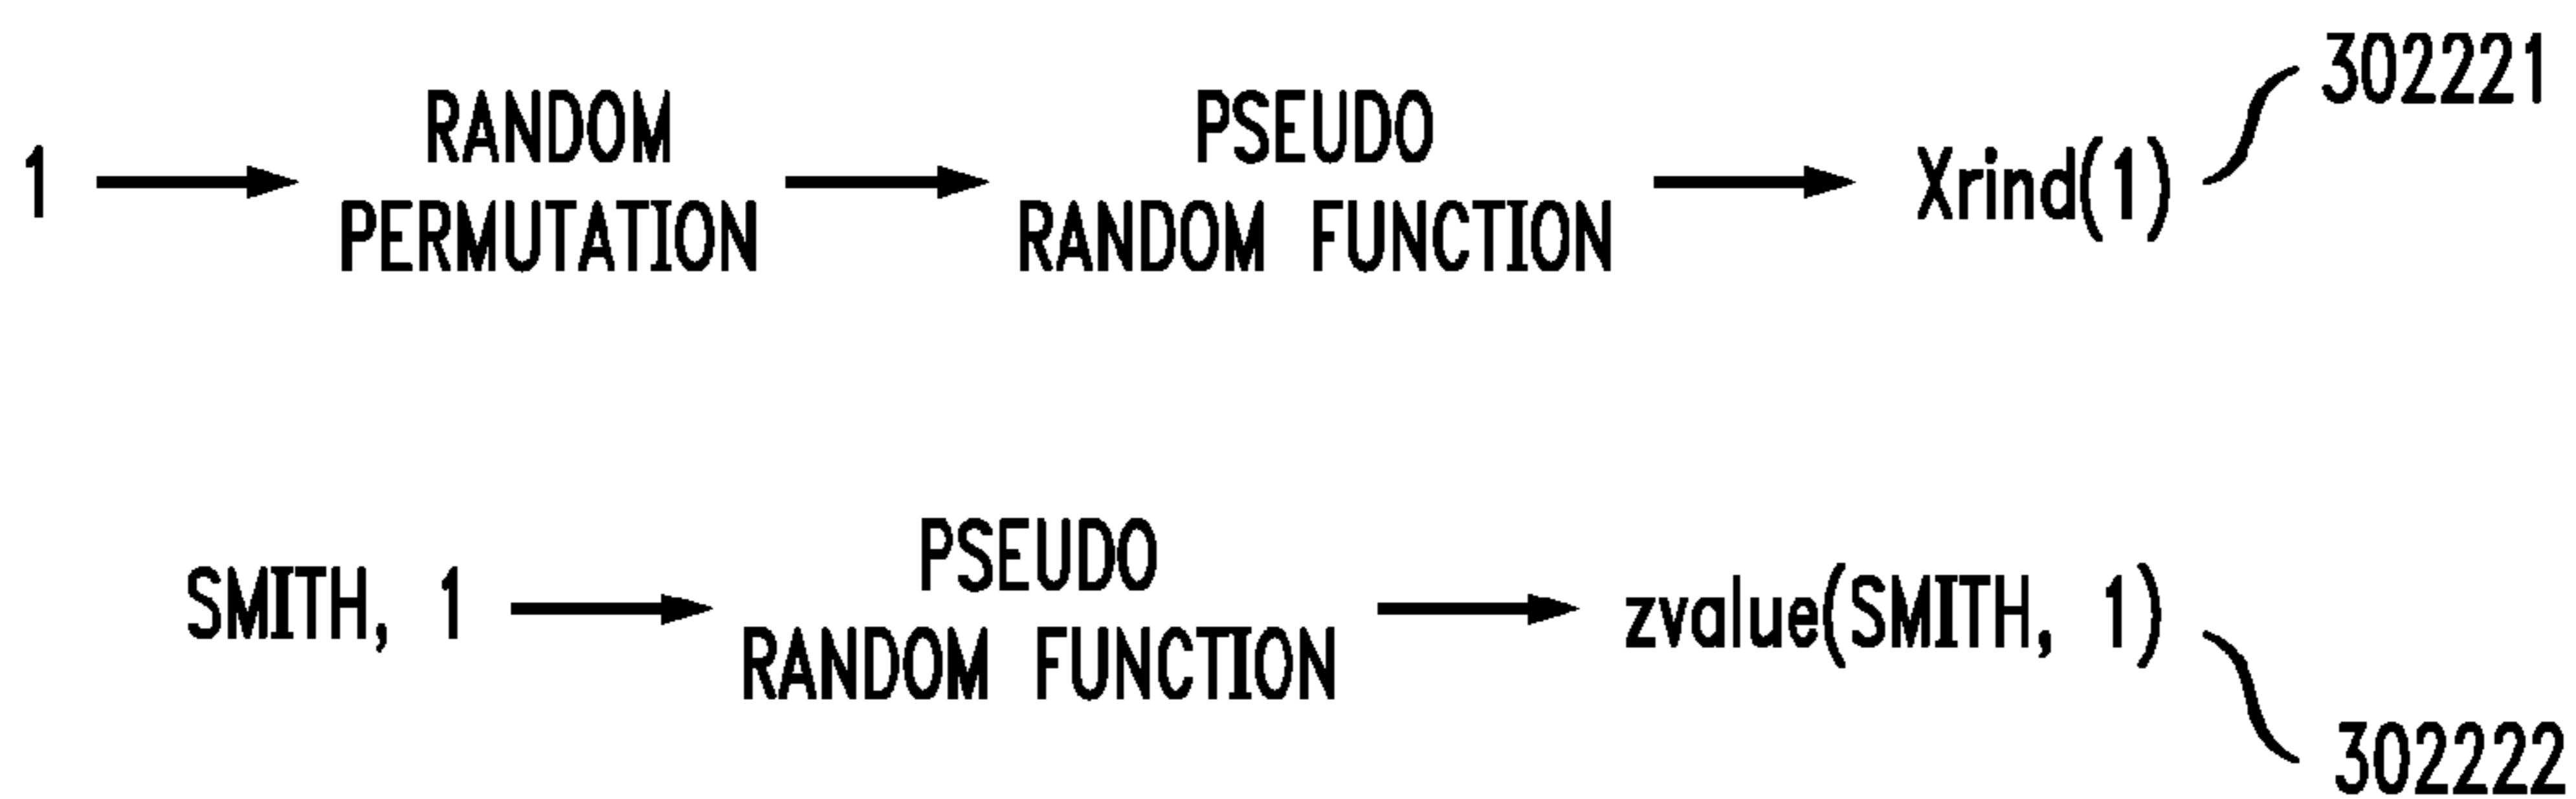 302221
1 RANDOM PERMUTATION PSEUDO RANDOM FUNCTION Xrind(1)
SMITH, 1 PSEUDO RANDOM FUNCTION zvalue(SMITH, 1)
302222